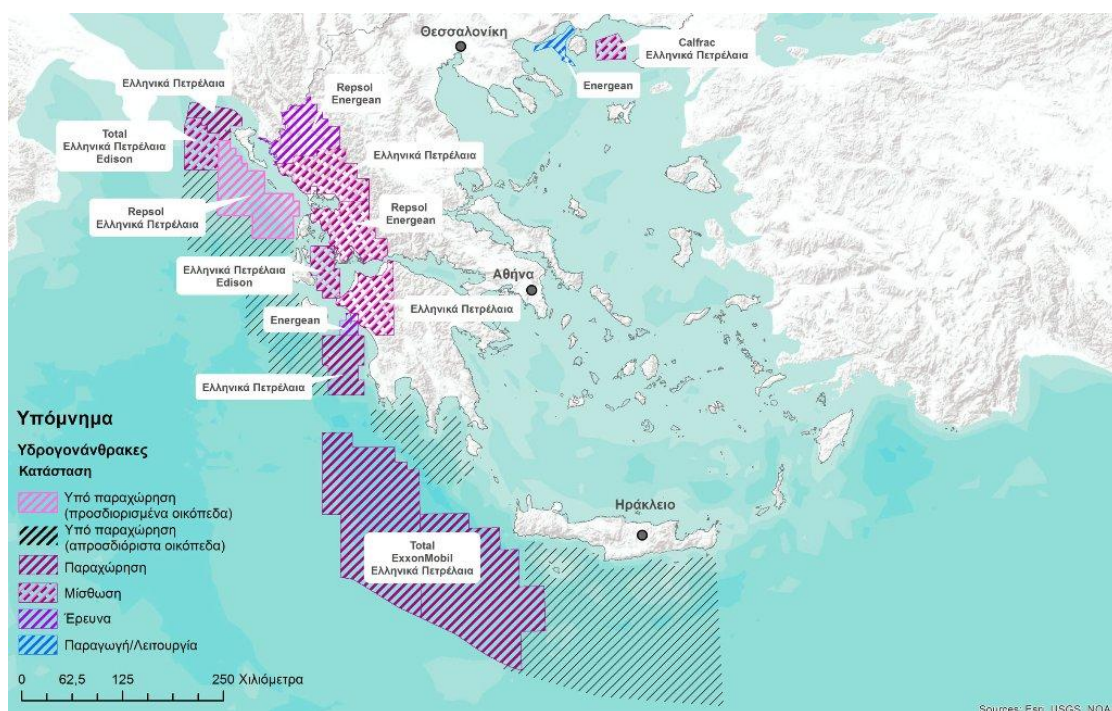 Θεσσαλονίκη
Calfrac
Ελληνικά Πετρέλαια
Energean
Ελληνικά Πετρέλαια
Repsol
Energean
Total
Ελληνικά Πετρέλαια
Edison
Ελληνικά Πετρέλαια
Repsol
Ελληνικά Πετρέλαια
Repsol
Energean
Ελληνικά Πετρέλαια
Edison
Αθήνα
Energean
Ελληνικά Πετρέλαια
Ελληνικά Πετρέλαια
Ηράκλειο
Total
ExxonMobil
Ελληνικά Πετρέλαια
Υπόμνημα
Υδρογονάνθρακες
Κατάσταση
Υπό παραχώρηση
(προσδιορισμένα οικόπεδα)
Υπό παραχώρηση
(απροσδιόριστα οικόπεδα)
Παραχώρηση
Μίσθωση
Έρευνα
Παραγωγή/Λειτουργία
0 62,5 125 250 Χιλιόμετρα
Sources: Esri, USGS, NOA